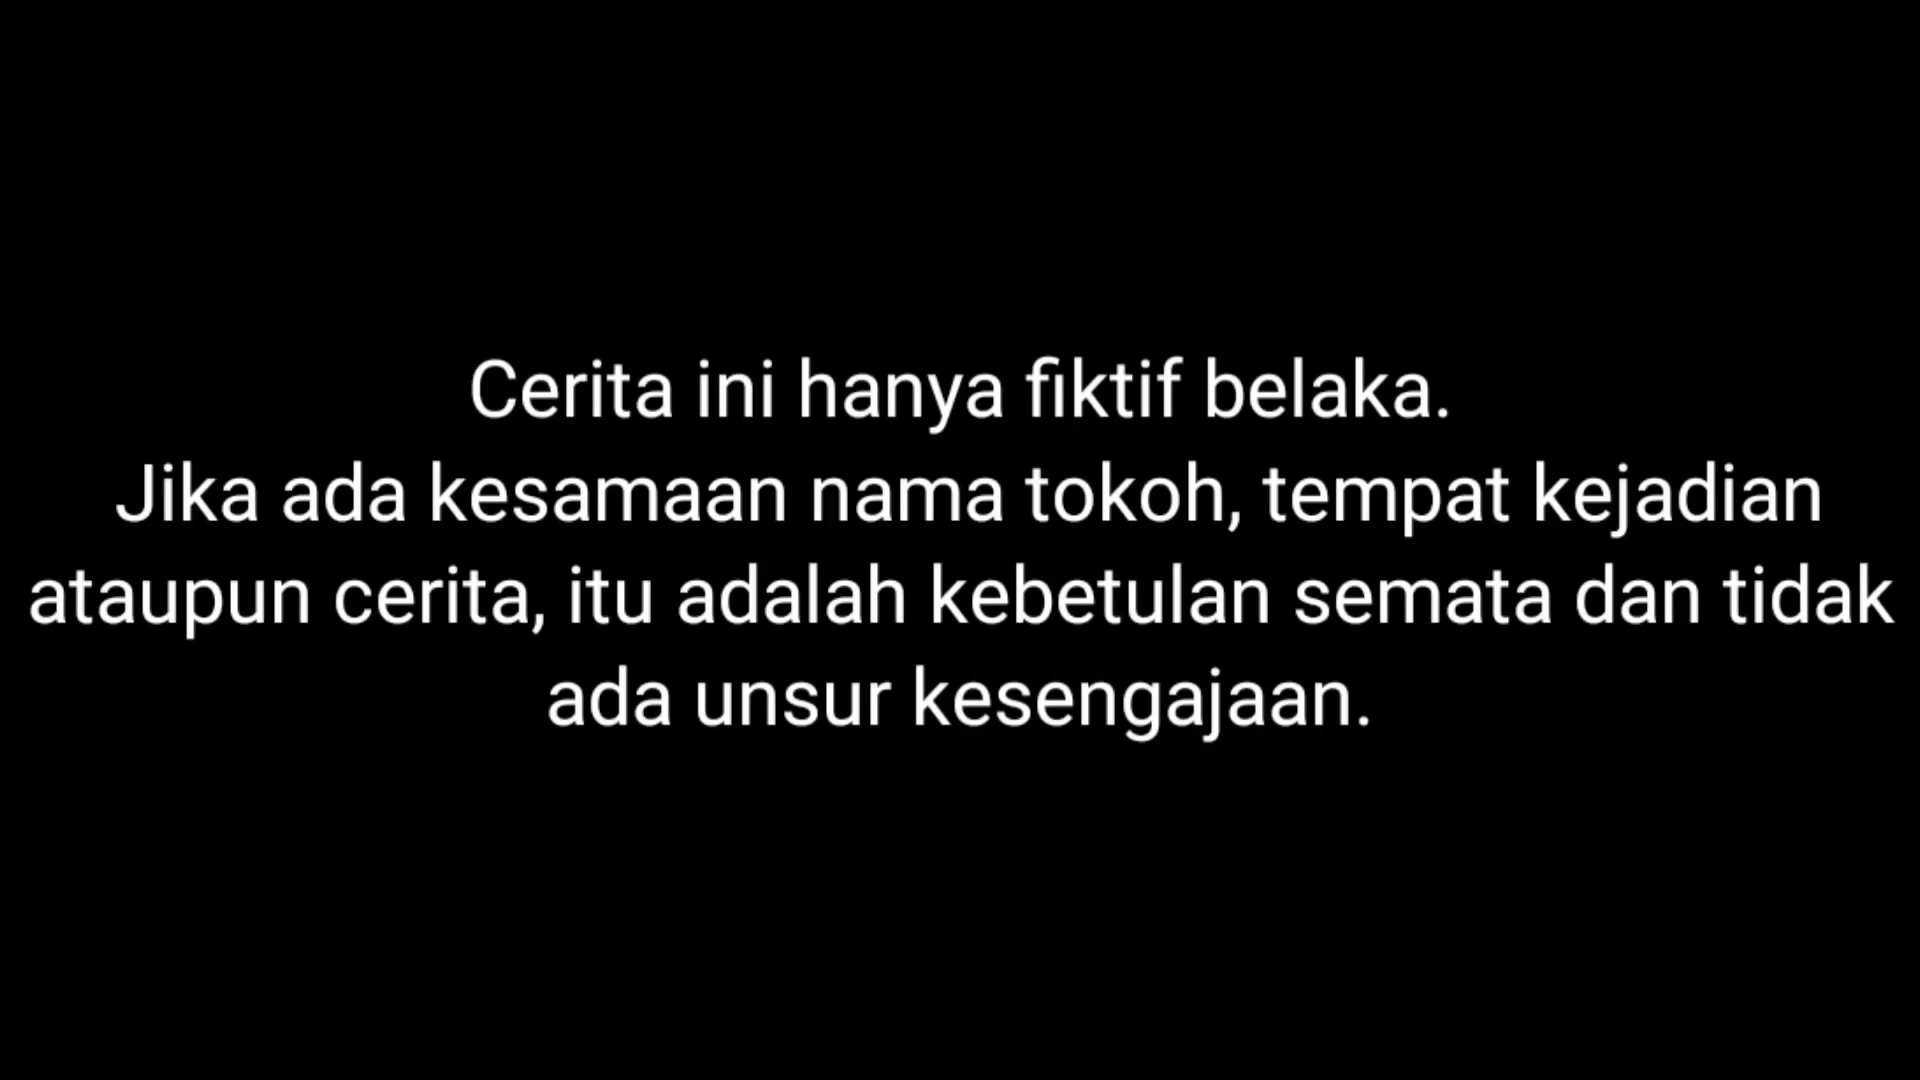 Cerita ini hanya fiktif belaka.
Jika ada kesamaan nama tokoh, tempat kejadian
ataupun cerita, itu adalah kebetulan semata dan tidak
ada unsur kesengajaan.